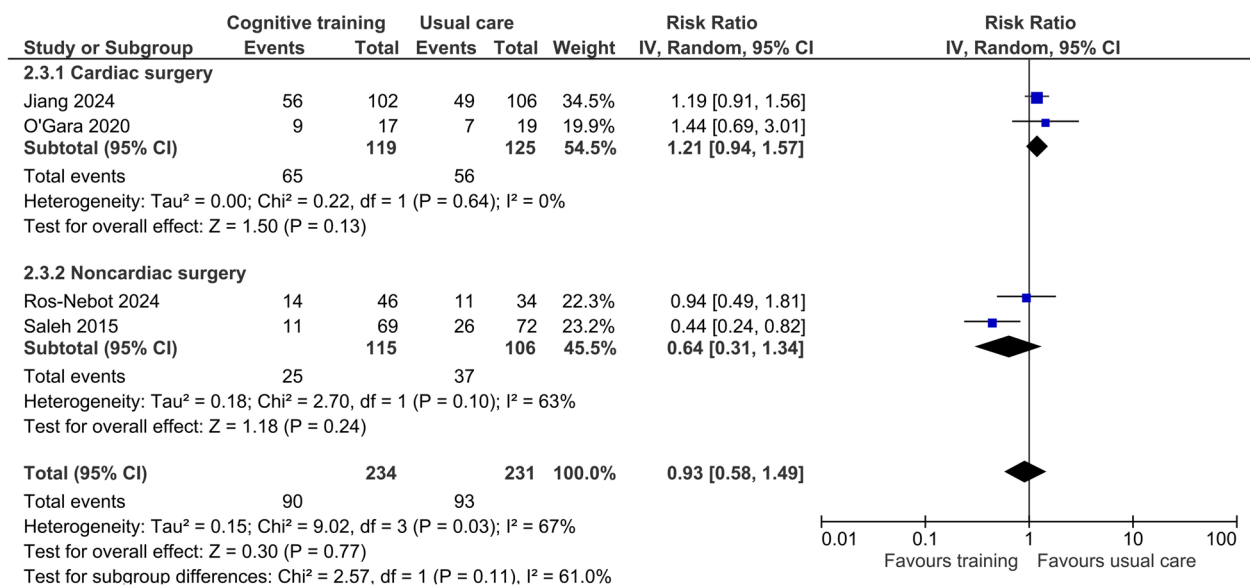 Cognitive training Usual care Risk Ratio Risk Ratio
Study or Subgroup Events Total Events Total Weight IV, Random, 95% CI IV, Random, 95% CI
2.3.1 Cardiac surgery
Jiang 2024 56 102 49 106 34.5% 1.19 [0.91, 1.56]
O'Gara 2020 9 17 7 19 19.9% 1.44 [0.69, 3.01]
Subtotal (95% CI) 119 125 54.5% 1.21 [0.94, 1.57]
Total events 65 56
Heterogeneity: Tau² = 0.00; Chi² = 0.22, df = 1 (P = 0.64); I² = 0%
Test for overall effect: Z = 1.50 (P = 0.13)
2.3.2 Noncardiac surgery
Ros-Nebot 2024 14 46 11 34 22.3% 0.94 [0.49, 1.81]
Saleh 2015 11 69 26 72 23.2% 0.44 [0.24, 0.82]
Subtotal (95% CI) 115 106 45.5% 0.64 [0.31, 1.34]
Total events 25 37
Heterogeneity: Tau² = 0.18; Chi² = 2.70, df = 1 (P = 0.10); I² = 63%
Test for overall effect: Z = 1.18 (P = 0.24)
Total (95% CI) 234 231 100.0% 0.93 [0.58, 1.49]
Total events 90 93
Heterogeneity: Tau² = 0.15; Chi² = 9.02, df = 3 (P = 0.03); I² = 67%
Test for overall effect: Z = 0.30 (P = 0.77)
Test for subgroup differences: Chi² = 2.57, df = 1 (P = 0.11), I² = 61.0%
0.01 0.1 1 10 100
Favours training Favours usual care